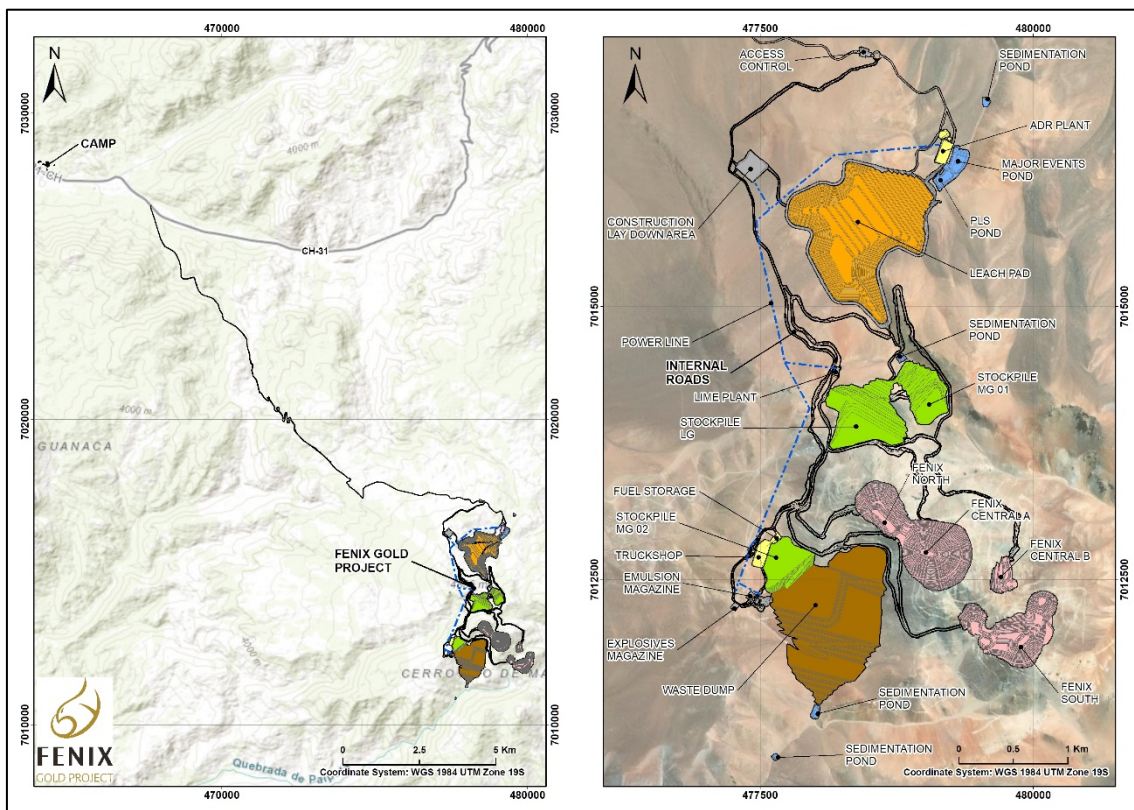 470000
480000
N
7030000
7030000
CAMP
4000 m
31-CH
CH-31
4000 m
7020000
7020000
GUANACA
FENIX GOLD
PROJECT
7010000
7010000
FENIX
GOLD PROJECT
0
2.5
5 Km
Coordinate System: WGS 1984 UTM Zone 19S
470000
480000
477500
480000
N
ACCESS
CONTROL
SEDIMENTATION
POND
ADR PLANT
MAJOR EVENTS
POND
PLS
POND
CONSTRUCTION
LAY DOWN AREA
LEACH PAD
7015000
7015000
POWER LINE
SEDIMENTATION
POND
INTERNAL
ROADS
LIME PLANT
STOCKPILE
MG 01
STOCKPILE
LG
FENIX
NORTH
FUEL STORAGE
FENIX
CENTRAL A
STOCKPILE
MG 02
FENIX
CENTRAL B
TRUCKSHOP
7012500
7012500
EMULSION
MAGAZINE
EXPLOSIVES
MAGAZINE
WASTE DUMP
SEDIMENTATION
POND
FENIX
SOUTH
SEDIMENTATION
POND
0
0.5
1 Km
Coordinate System: WGS 1984 UTM Zone 19S
477500
480000